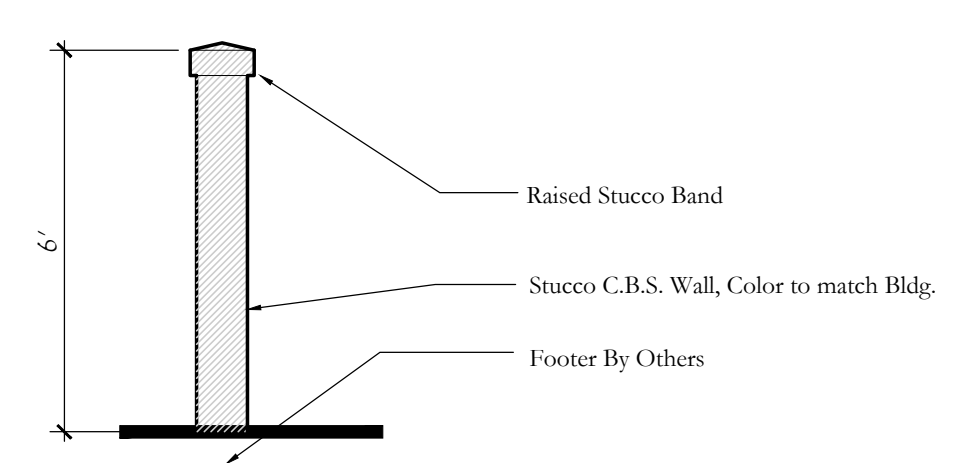 Raised Stucco Band
6'
Stucco C.B.S. Wall, Color to match Bldg.
Footer By Others